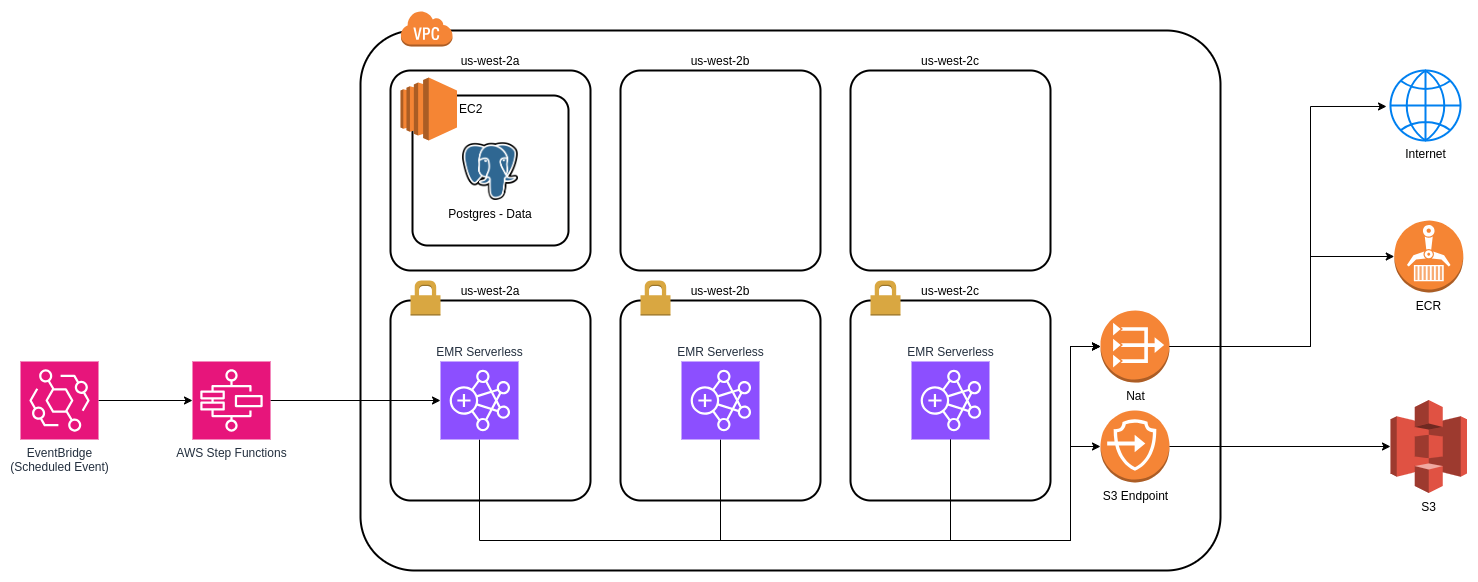 VPC
us-west-2a
us-west-2b
us-west-2c
EC2
Postgres - Data
Internet
ECR
us-west-2a
us-west-2b
us-west-2c
EMR Serverless
EMR Serverless
EMR Serverless
Nat
EventBridge
(Scheduled Event)
AWS Step Functions
S3 Endpoint
S3